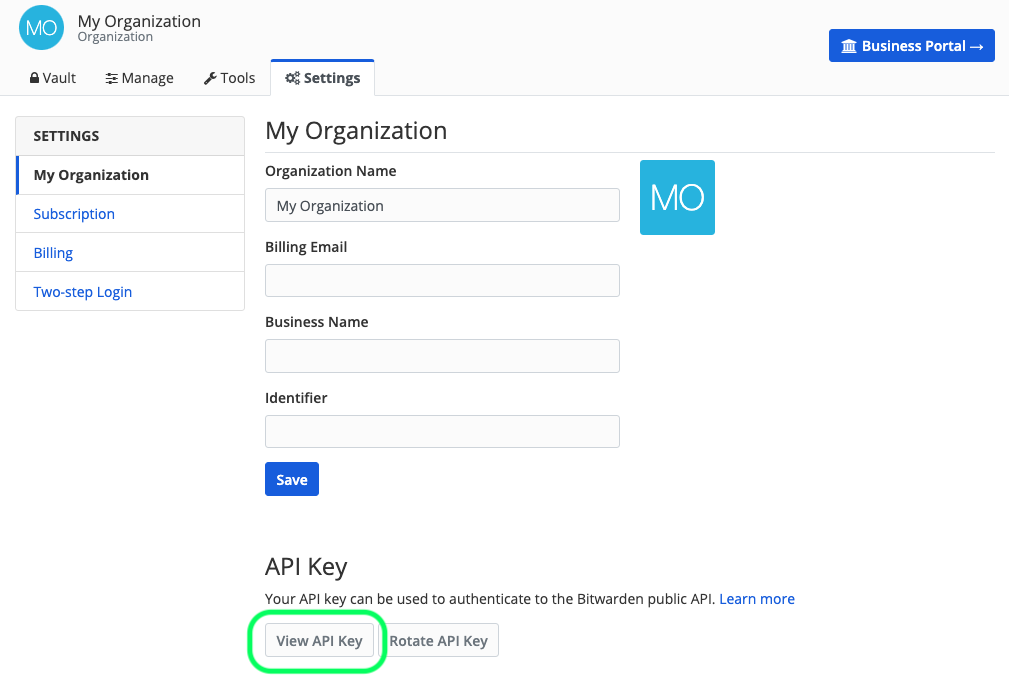 MO
My Organization
Organization
Business Portal →
Vault
Manage
Tools
Settings
SETTINGS
My Organization
Subscription
Billing
Two-step Login
My Organization
Organization Name
My Organization
MO
Billing Email
Business Name
Identifier
Save
API Key
Your API key can be used to authenticate to the Bitwarden public API. Learn more
View API Key
Rotate API Key